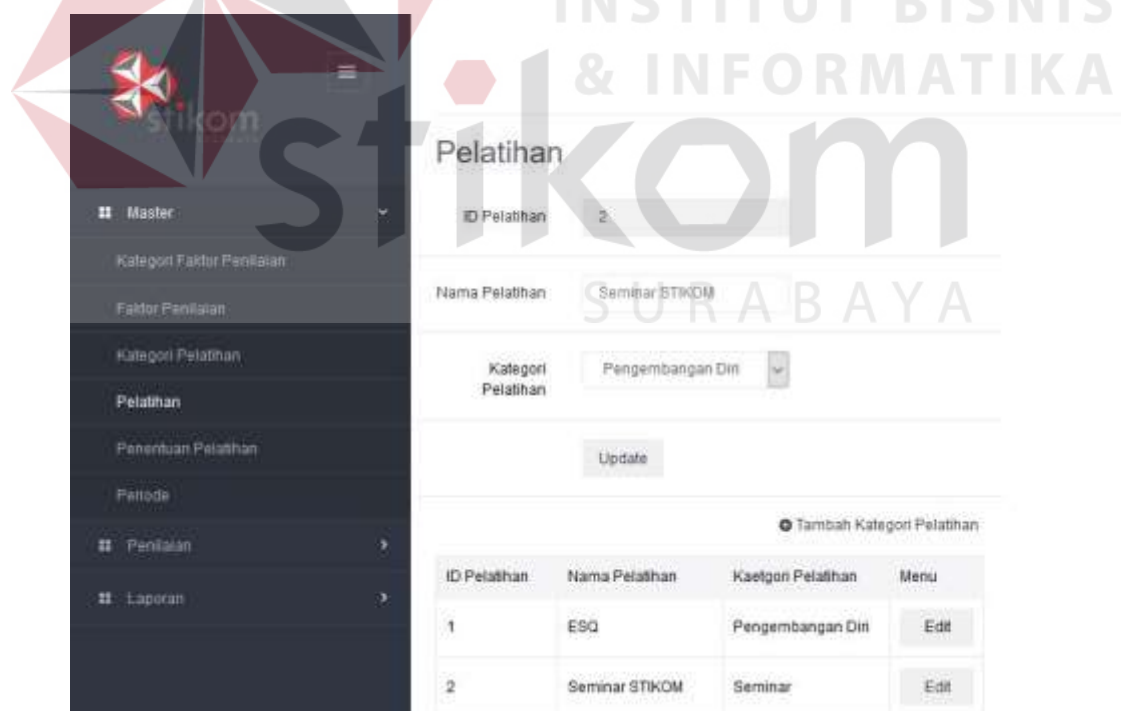 INSTITUT BISNIS
& INFORMATIKA
stikom
SURABAYA
stikom
Master
Kategori Faktor Penilaian
Faktor Penilaian
Kategori Pelatihan
Pelatihan
Penentuan Pelatihan
Periode
Penilaian
Laporan
Pelatihan
ID Pelatihan 2
Nama Pelatihan Seminar STIKOM
Kategori Pelatihan Pengembangan Diri
Update
Tambah Kategori Pelatihan
ID Pelatihan Nama Pelatihan Kaetgori Pelatihan Menu
1 ESQ Pengembangan Diri Edit
2 Seminar STIKOM Seminar Edit